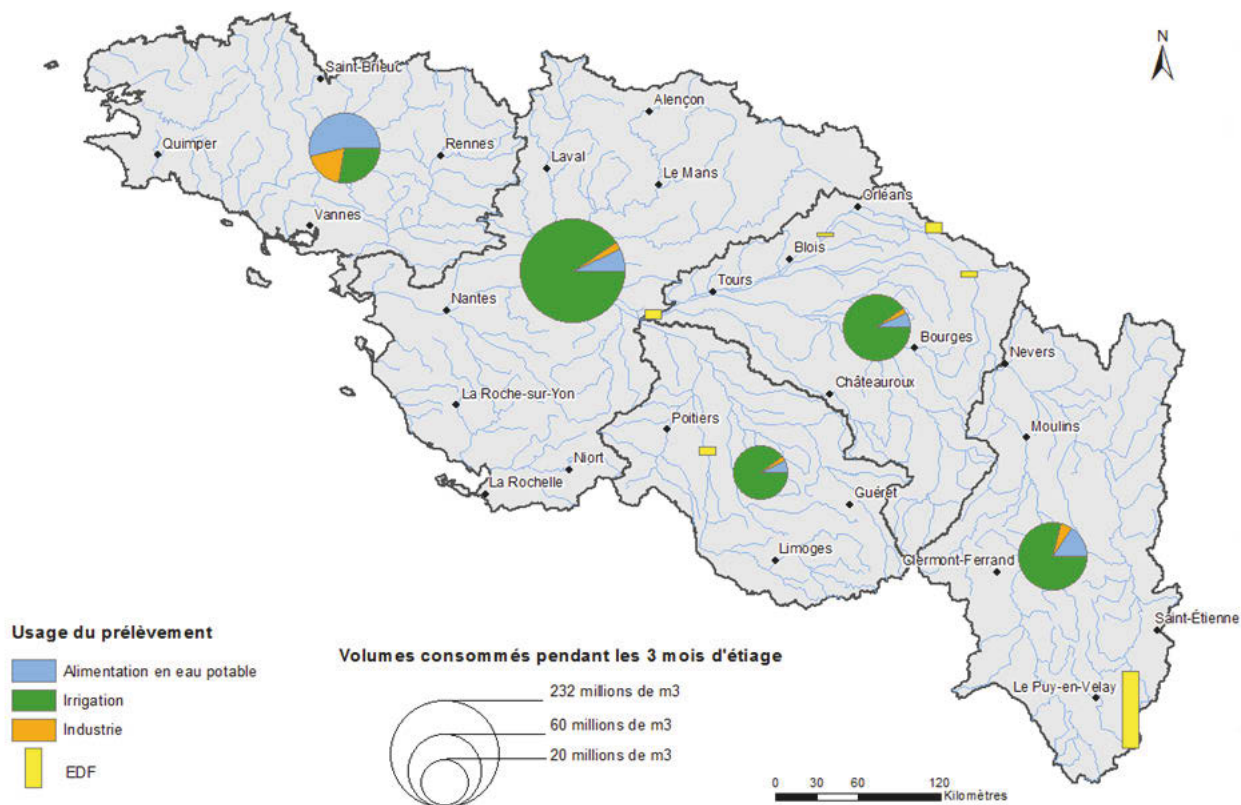 N
Saint-Brieuc
Alençon
Quimper
Rennes
Laval
Le Mans
Vannes
Orléans
Blois
Tours
Nantes
Bourges
Nevers
Châteauroux
La Roche-sur-Yon
Poitiers
Moulins
Niort
La Rochelle
Guéret
Limoges
Clermont-Ferrand
Saint-Étienne
Le Puy-en-Velay
Usage du prélèvement
Alimentation en eau potable
Irrigation
Industrie
EDF
Volumes consommés pendant les 3 mois d'étiage
232 millions de m3
60 millions de m3
20 millions de m3
0 30 60 120
Kilomètres